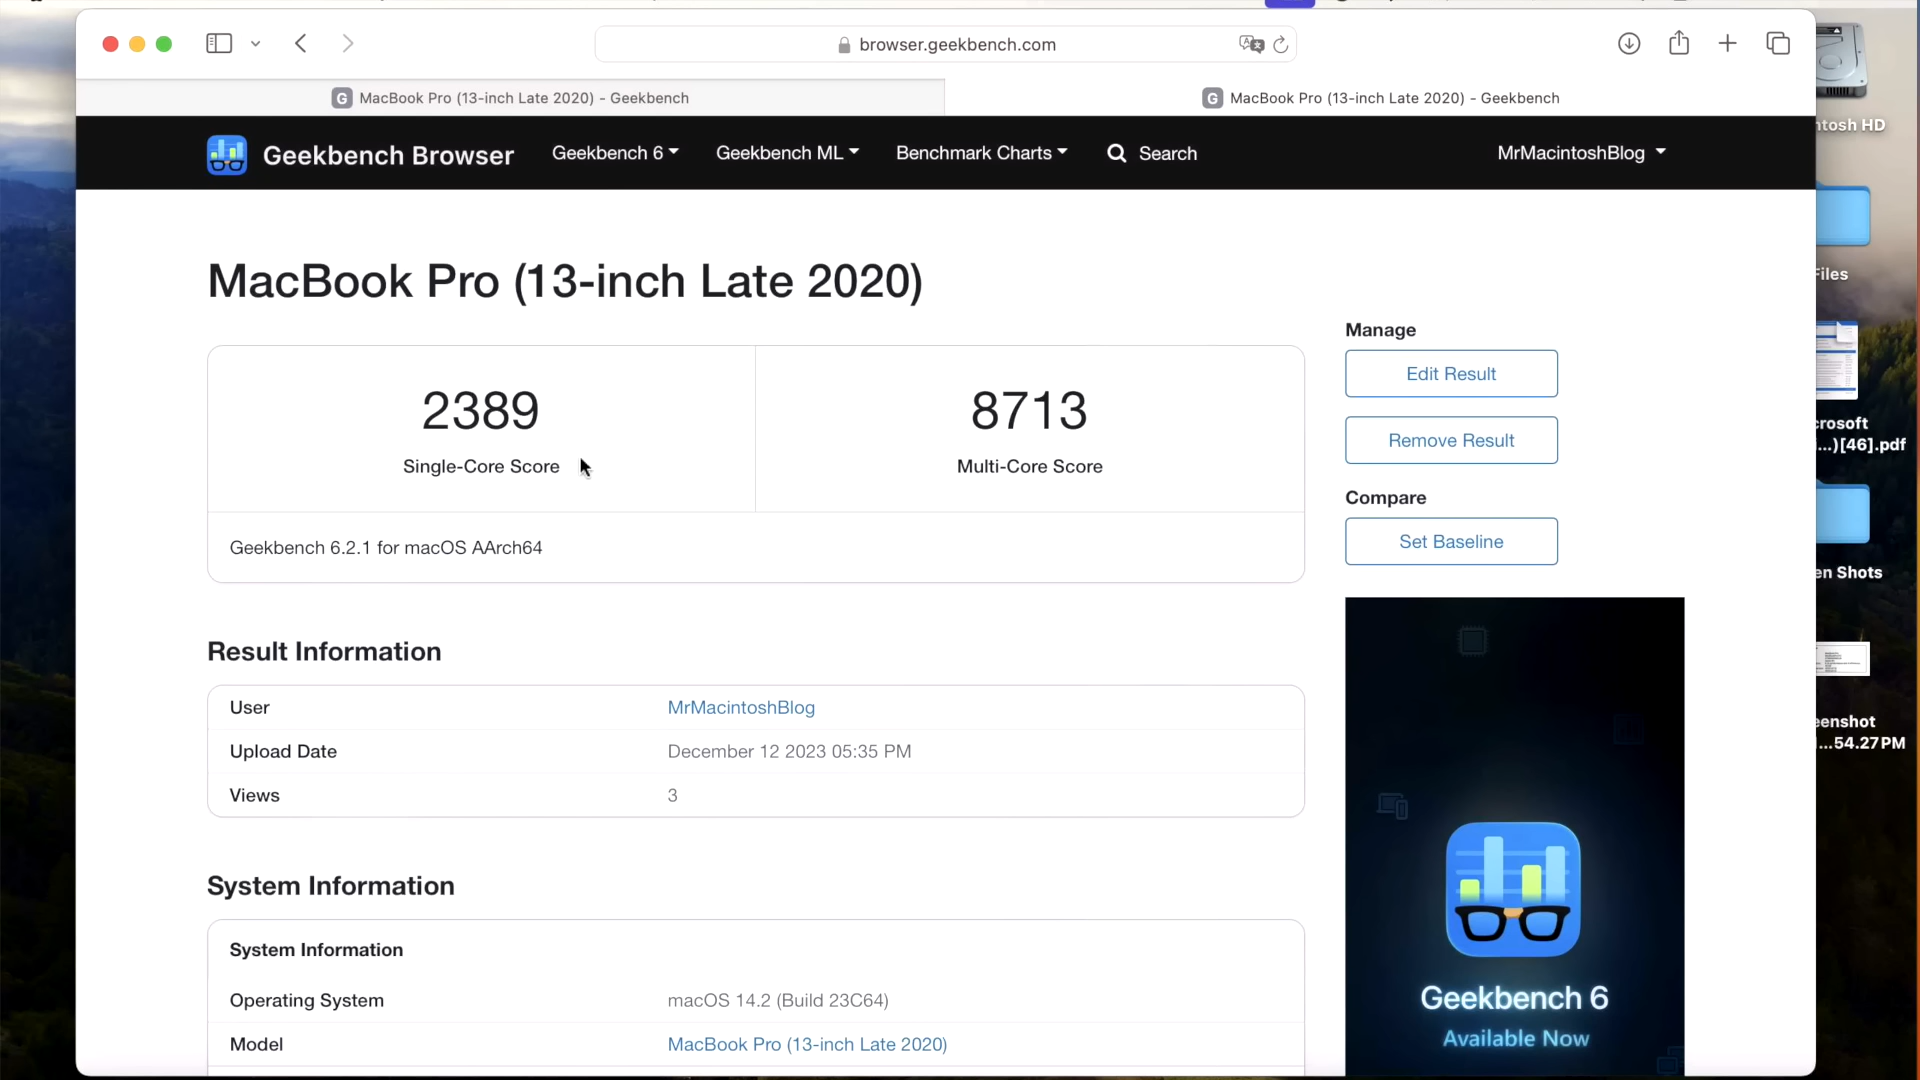 browser.geekbench.com
MacBook Pro (13-inch Late 2020) - Geekbench
MacBook Pro (13-inch Late 2020) - Geekbench
Geekbench Browser
Geekbench 6
Geekbench ML
Benchmark Charts
Search
MrMacintoshBlog
MacBook Pro (13-inch Late 2020)
2389
Single-Core Score
8713
Multi-Core Score
Geekbench 6.2.1 for macOS AArch64
Manage
Edit Result
Remove Result
Compare
Set Baseline
Result Information
User MrMacintoshBlog
Upload Date December 12 2023 05:35 PM
Views 3
System Information
System Information
Operating System macOS 14.2 (Build 23C64)
Model MacBook Pro (13-inch Late 2020)
Geekbench 6
Available Now
ntosh HD
Files
crosoft
...)[46].pdf
en Shots
eenshot
...54.27 PM